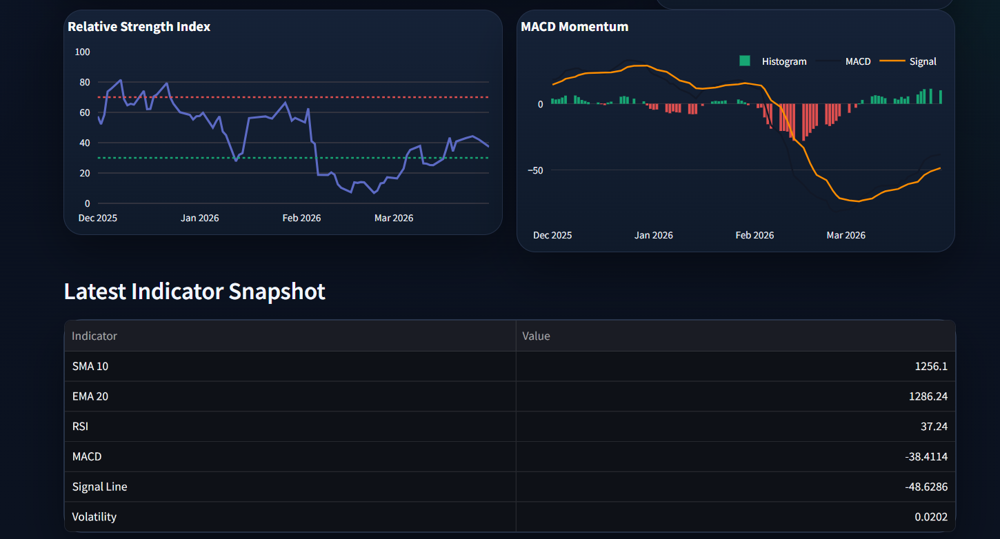 Relative Strength Index
100
80
60
40
20
0
Dec 2025 Jan 2026 Feb 2026 Mar 2026
MACD Momentum
Histogram MACD Signal
0
−50
Dec 2025 Jan 2026 Feb 2026 Mar 2026
Latest Indicator Snapshot
Indicator Value
SMA 10 1256.1
EMA 20 1286.24
RSI 37.24
MACD -38.4114
Signal Line -48.6286
Volatility 0.0202